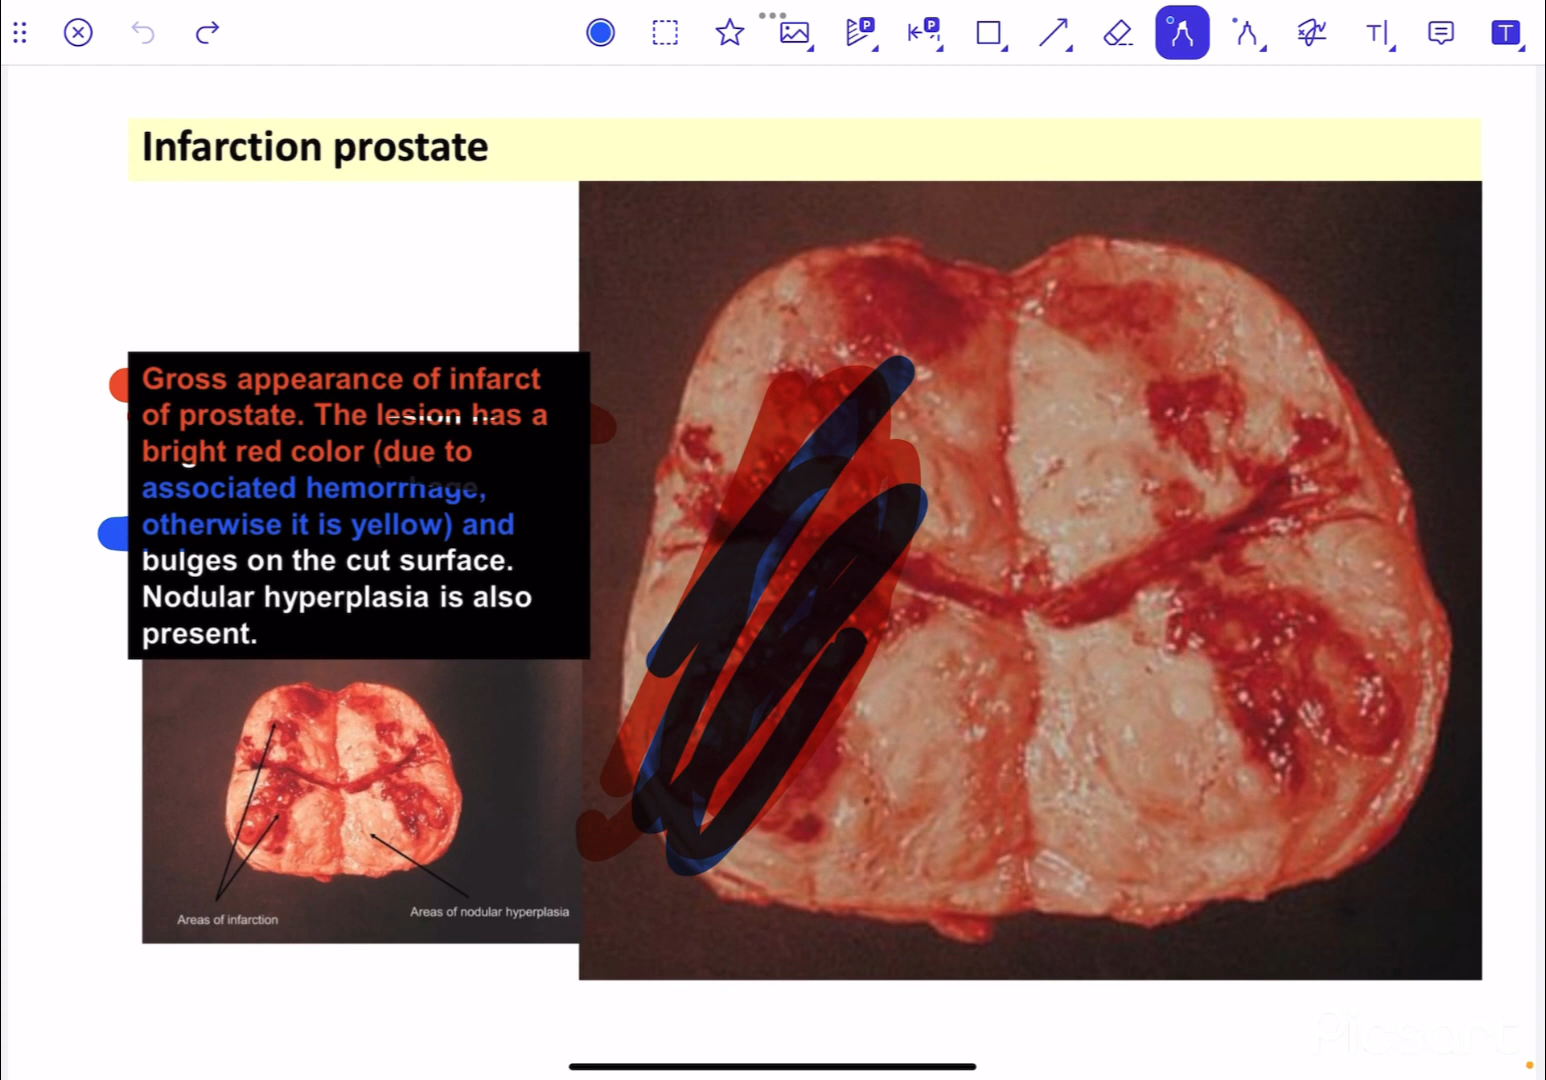 Infarction prostate
Gross appearance of infarct
of prostate. The lesion has a
bright red color (due to
associated hemorrhage,
otherwise it is yellow) and
bulges on the cut surface.
Nodular hyperplasia is also
present.
Areas of infarction
Areas of nodular hyperplasia
Picsart